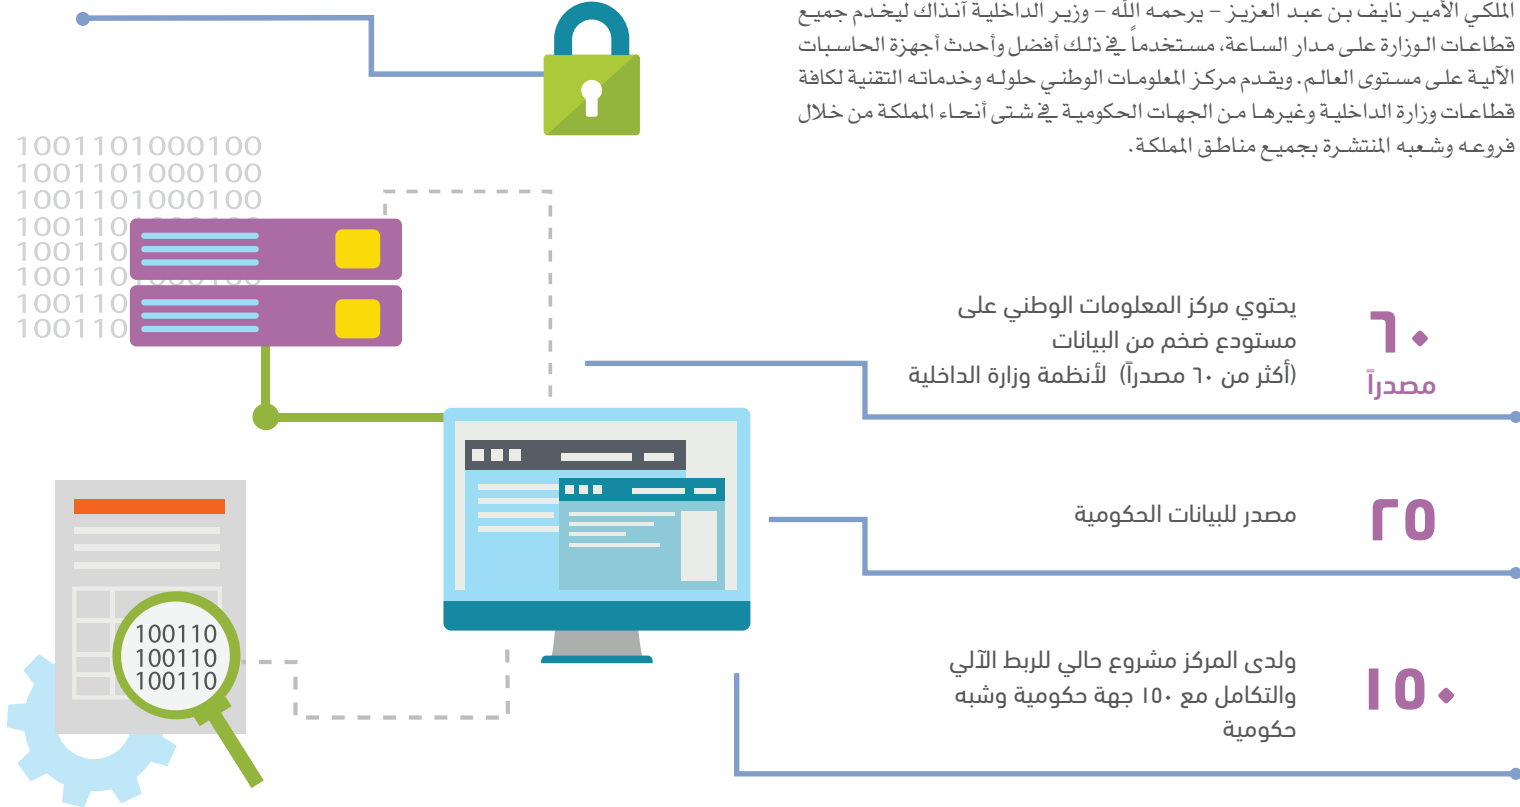 الملكي الأمير نايف بن عبد العزيز – يرحمه الله – وزير الداخلية آنذاك ليخدم جميع
قطاعات الوزارة على مدار الساعة، مستخدماً في ذلك أفضل وأحدث أجهزة الحاسبات
الآلية على مستوى العالم. ويقدم مركز المعلومات الوطني حلوله وخدماته التقنية لكافة
قطاعات وزارة الداخلية وغيرها من الجهات الحكومية في شتى أنحاء المملكة من خلال
فروعه وشعبه المنتشرة بجميع مناطق المملكة.
1001101000100
1001101000100
1001101000100
100110
100110
1001101000100
100110
100110
٦٠
مصدراً
يحتوي مركز المعلومات الوطني على
مستودع ضخم من البيانات
(أكثر من ٦٠ مصدراً) لأنظمة وزارة الداخلية
٢٥
مصدر للبيانات الحكومية
١٥٠
ولدى المركز مشروع حالي للربط الآلي
والتكامل مع ١٥٠ جهة حكومية وشبه
حكومية
100110
100110
100110